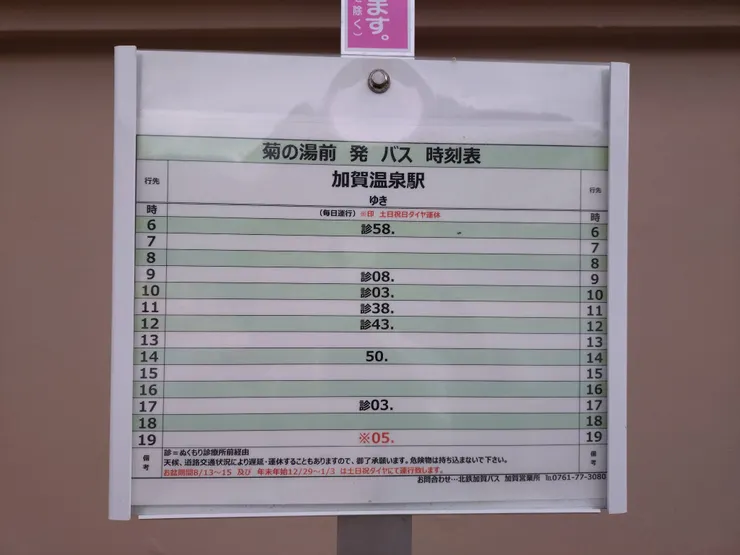 ます。
除く）
菊の湯前 発 バス 時刻表
行先 加賀温泉駅 行先
ゆき
時 （毎日運行）※印 土日祝日ダイヤ運休 時
6 診58. 6
7 7
8 8
9 診08. 9
10 診03. 10
11 診38. 11
12 診43. 12
13 13
14 50. 14
15 15
16 16
17 診03. 17
18 18
19 ※05. 19
備考 診＝ぬくもり診療所前経由 備考
天候、道路交通状況により遅延・運休することもありますので、御了承願います。危険物は持ち込まないで下さい。
お盆期間8/13～15 及び 年末年始12/29～1/3 は土日祝ダイヤにて運行致します。
お問合わせ…北鉄加賀バス 加賀営業所 ℡0761-77-3080